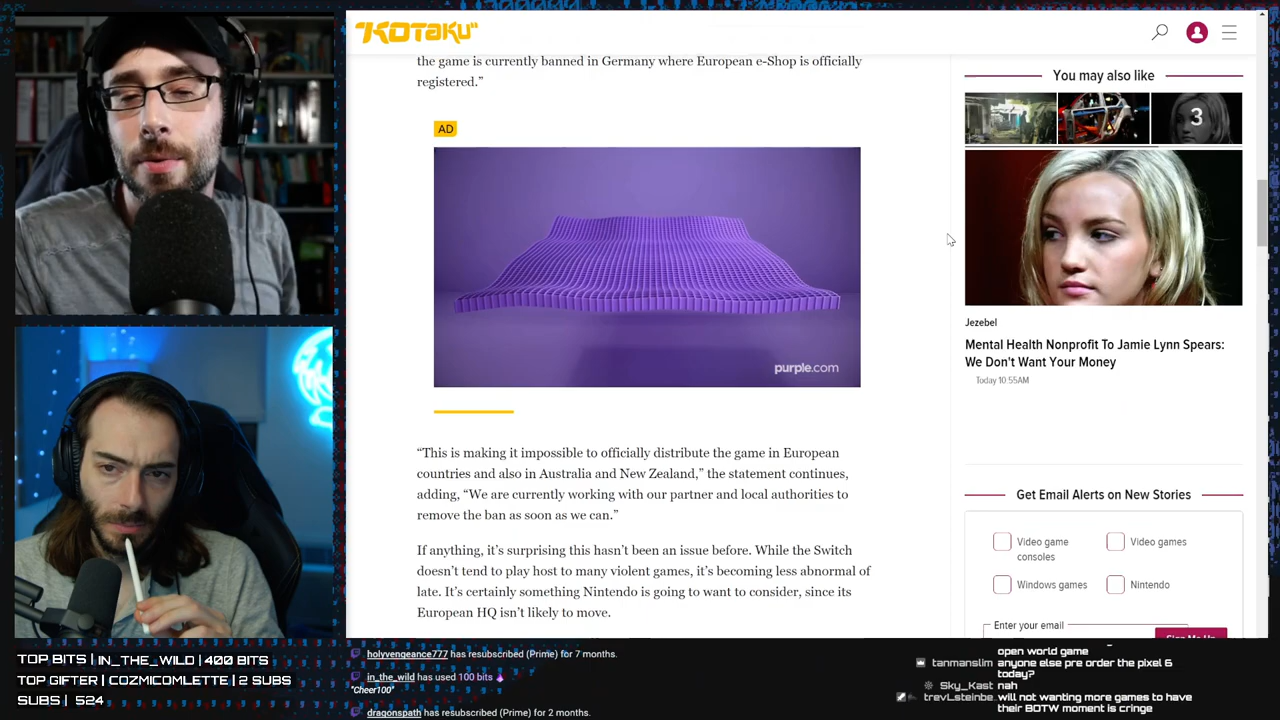 "KOTAKU"
the game is currently banned in Germany where European e-Shop is officially
registered.”
AD
purple.com
“This is making it impossible to officially distribute the game in European
countries and also in Australia and New Zealand,” the statement continues,
adding, “We are currently working with our partner and local authorities to
remove the ban as soon as we can.”
If anything, it’s surprising this hasn’t been an issue before. While the Switch
doesn’t tend to play host to many violent games, it’s becoming less abnormal of
late. It’s certainly something Nintendo is going to want to consider, since its
European HQ isn’t likely to move.
You may also like
3
Jezebel
Mental Health Nonprofit To Jamie Lynn Spears:
We Don't Want Your Money
Today 10:55AM
Get Email Alerts on New Stories
Video game
consoles
Video games
Windows games
Nintendo
Enter your email
Sign Me Up
TOP BITS | IN_THE_WILD | 400 BITS
TOP GIFTER | COZMICOMLETTE | 2 SUBS
SUBS | 524
holyvengeance777 has resubscribed (Prime) for 7 months.
in_the_wild has used 100 bits
"Cheer100"
dragonspath has resubscribed (Prime) for 2 months.
open world game
tanmanslim anyone else pre order the pixel 6
today?
Sky_Kast nah
trevLsteinbe.. will not wanting more games to have
their BOTW moment is cringe